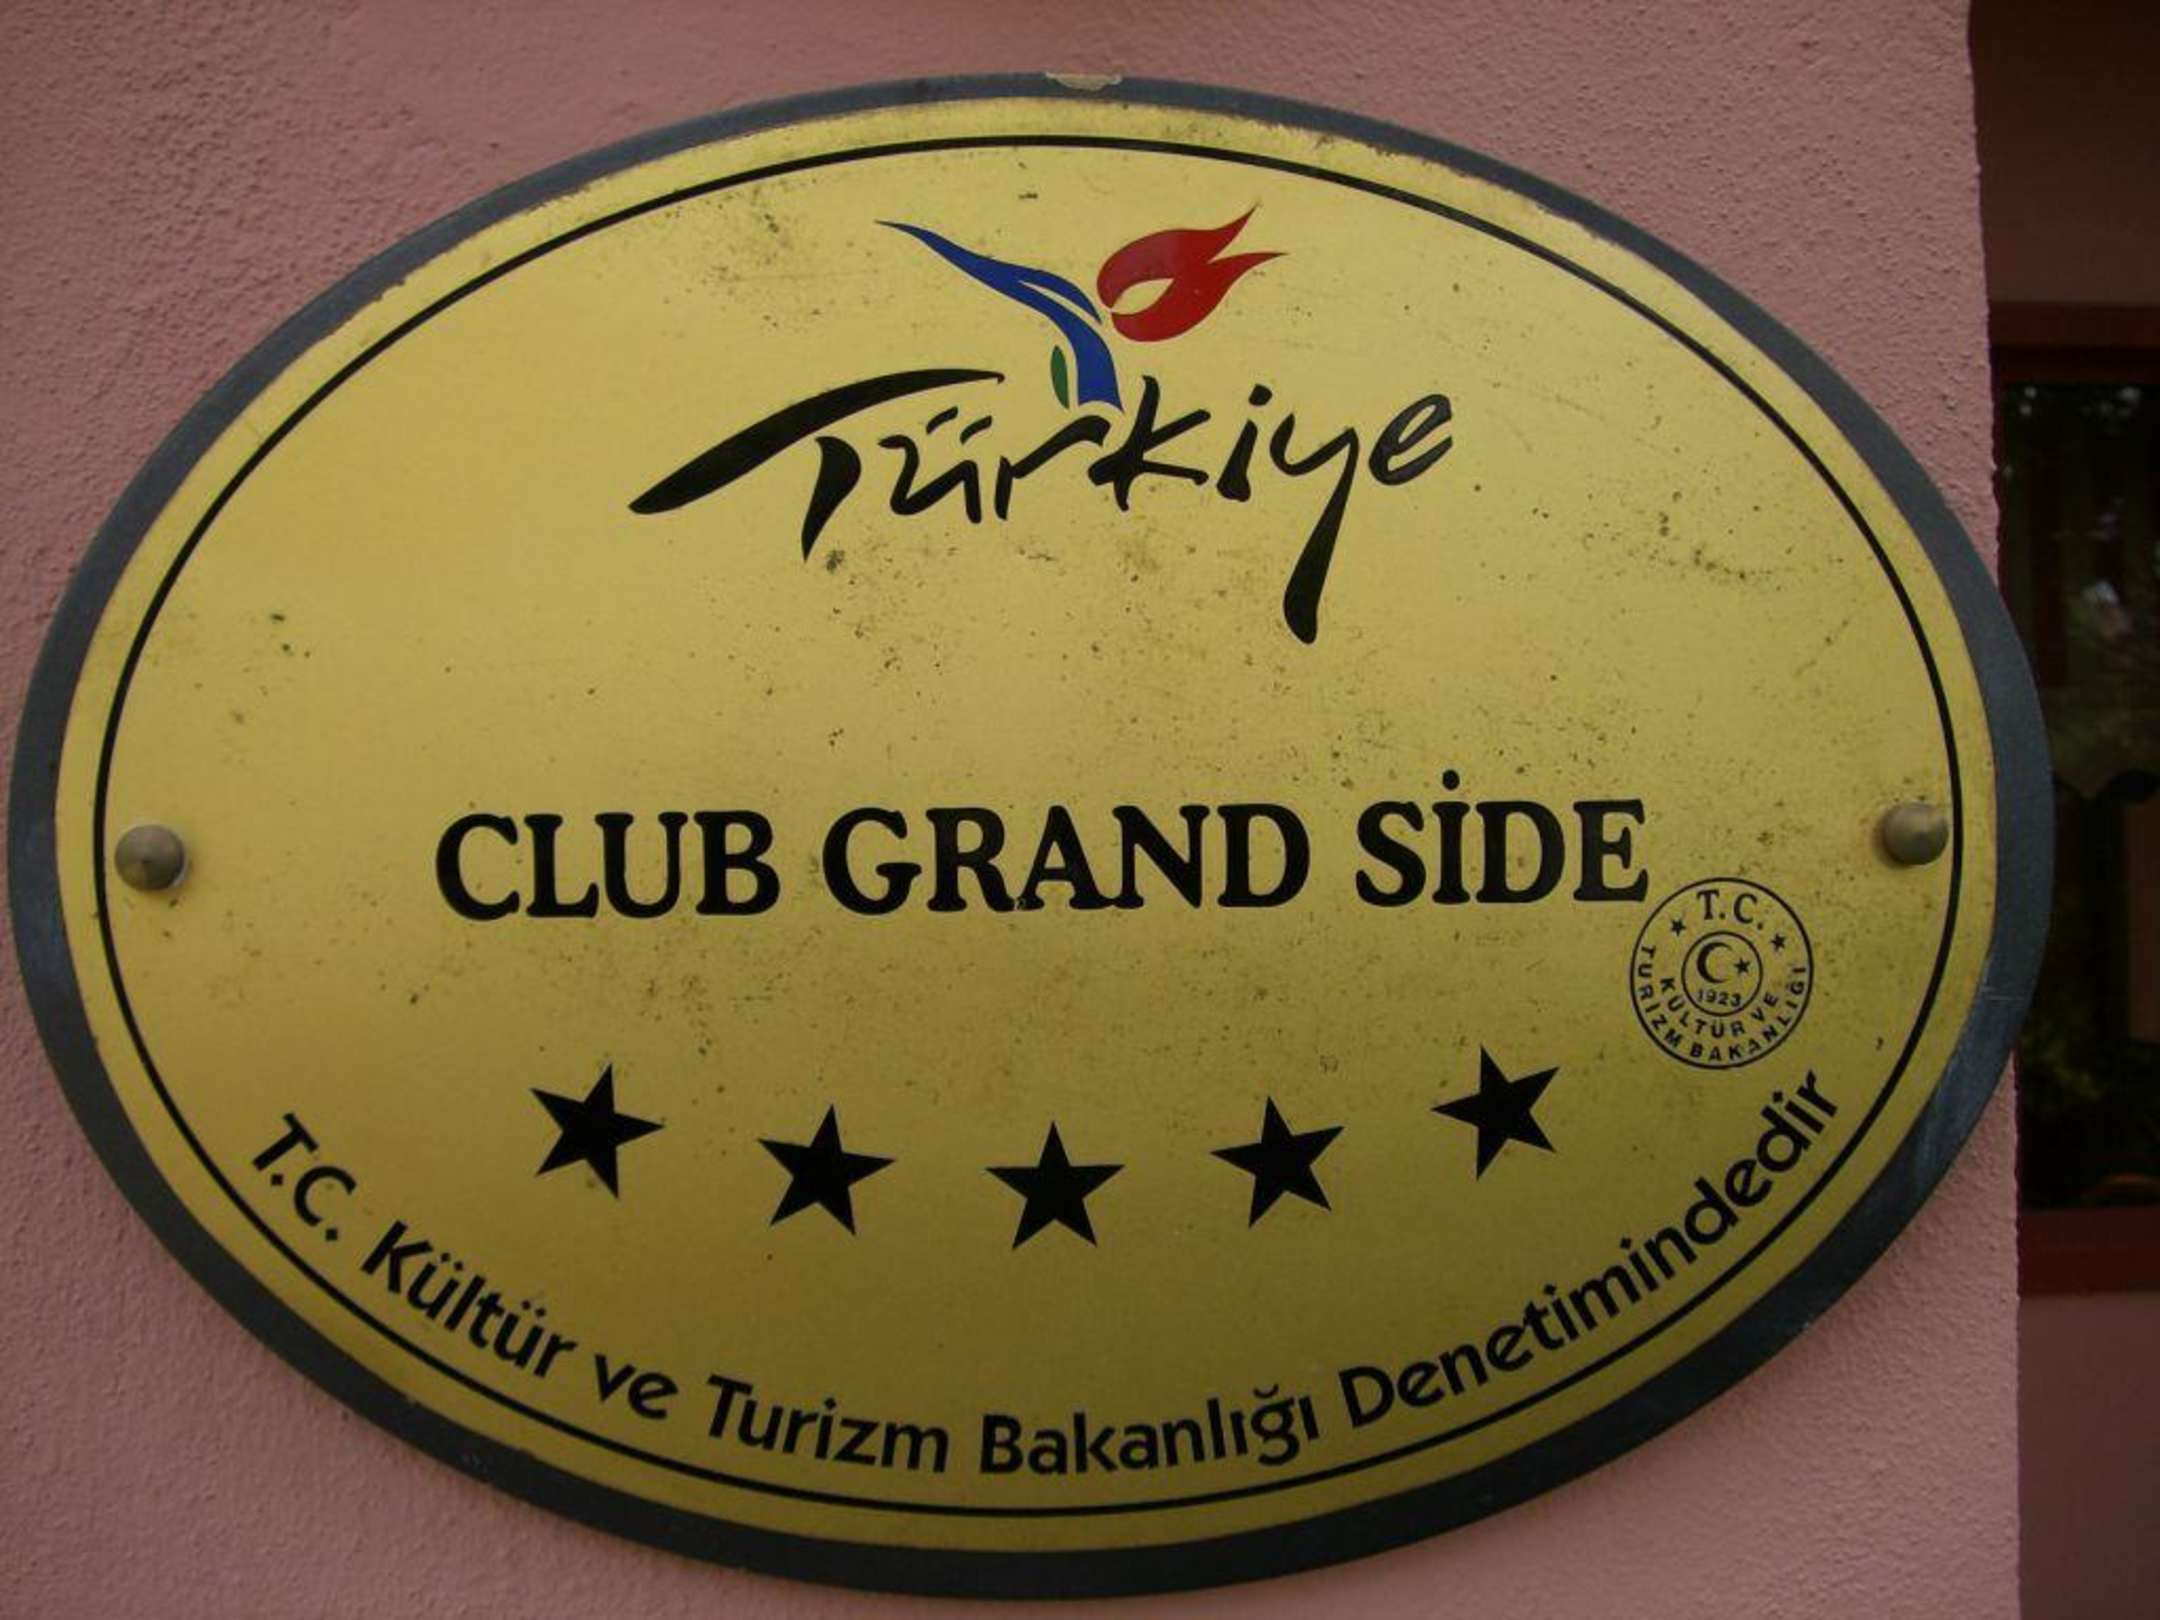 Türkiye
CLUB GRAND SİDE
T.C.
1923
KÜLTÜR VE
TURİZM BAKANLIĞI
T.C. Kültür ve Turizm Bakanlığı Denetimindedir